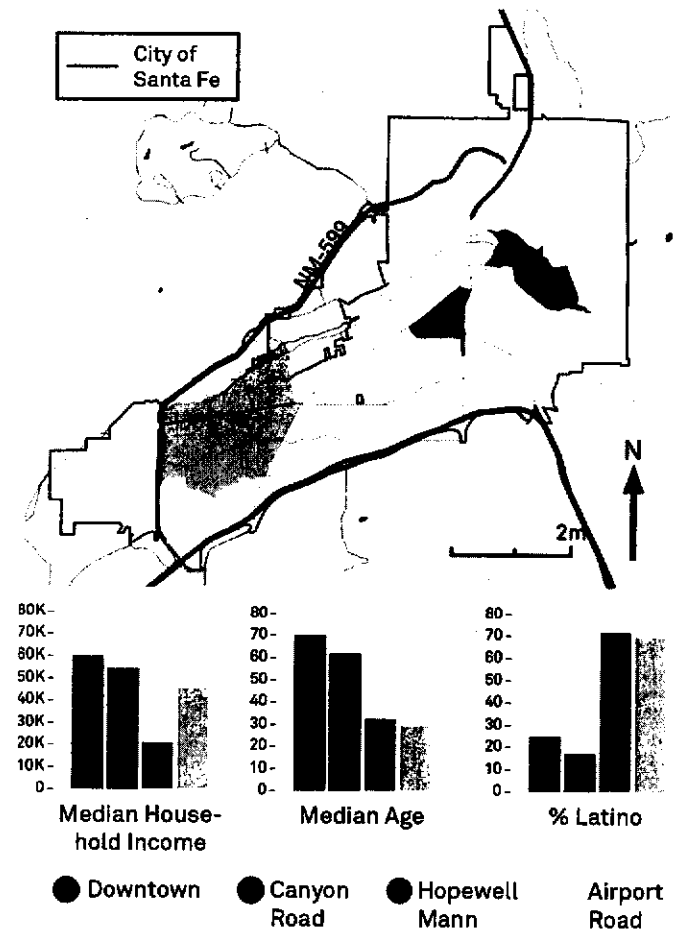 City of
Santa Fe
NM-599
N
2m
80K-
70K-
60K-
50K-
40K-
30K-
20K-
10K-
0-
Median House-
hold Income
80-
70-
60-
50-
40-
30-
20-
10-
0-
Median Age
80-
70-
60-
50-
40-
30-
20-
10-
0-
% Latino
Downtown
Canyon
Road
Hopewell
Mann
Airport
Road